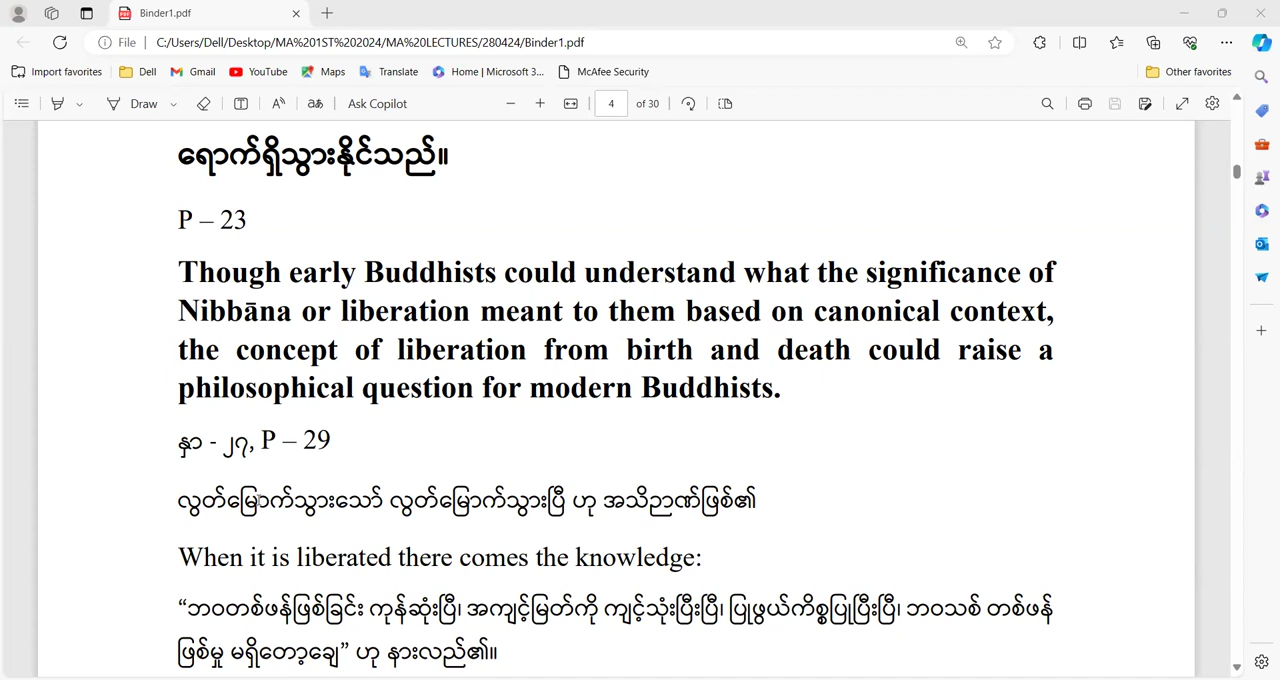 Binder1.pdf
File
C:/Users/Dell/Desktop/MA%201ST%202024/MA%20LECTURES/280424/Binder1.pdf
Import favorites Dell Gmail YouTube Maps Translate Home | Microsoft 3... McAfee Security Other favorites
Draw Ask Copilot 4 of 30
ရောက်ရှိသွားနိုင်သည်။
P – 23
Though early Buddhists could understand what the significance of
Nibbāna or liberation meant to them based on canonical context,
the concept of liberation from birth and death could raise a
philosophical question for modern Buddhists.
နှာ - ၂၇, P – 29
လွတ်မြောက်သွားသော် လွတ်မြောက်သွားပြီ ဟု အသိဉာဏ်ဖြစ်၏
When it is liberated there comes the knowledge:
“ဘဝတစ်ဖန်ဖြစ်ခြင်း ကုန်ဆုံးပြီ၊ အကျင့်မြတ်ကို ကျင့်သုံးပြီးပြီ၊ ပြုဖွယ်ကိစ္စပြုပြီးပြီ၊ ဘဝသစ် တစ်ဖန်
ဖြစ်မှု မရှိတော့ချေ” ဟု နားလည်၏။